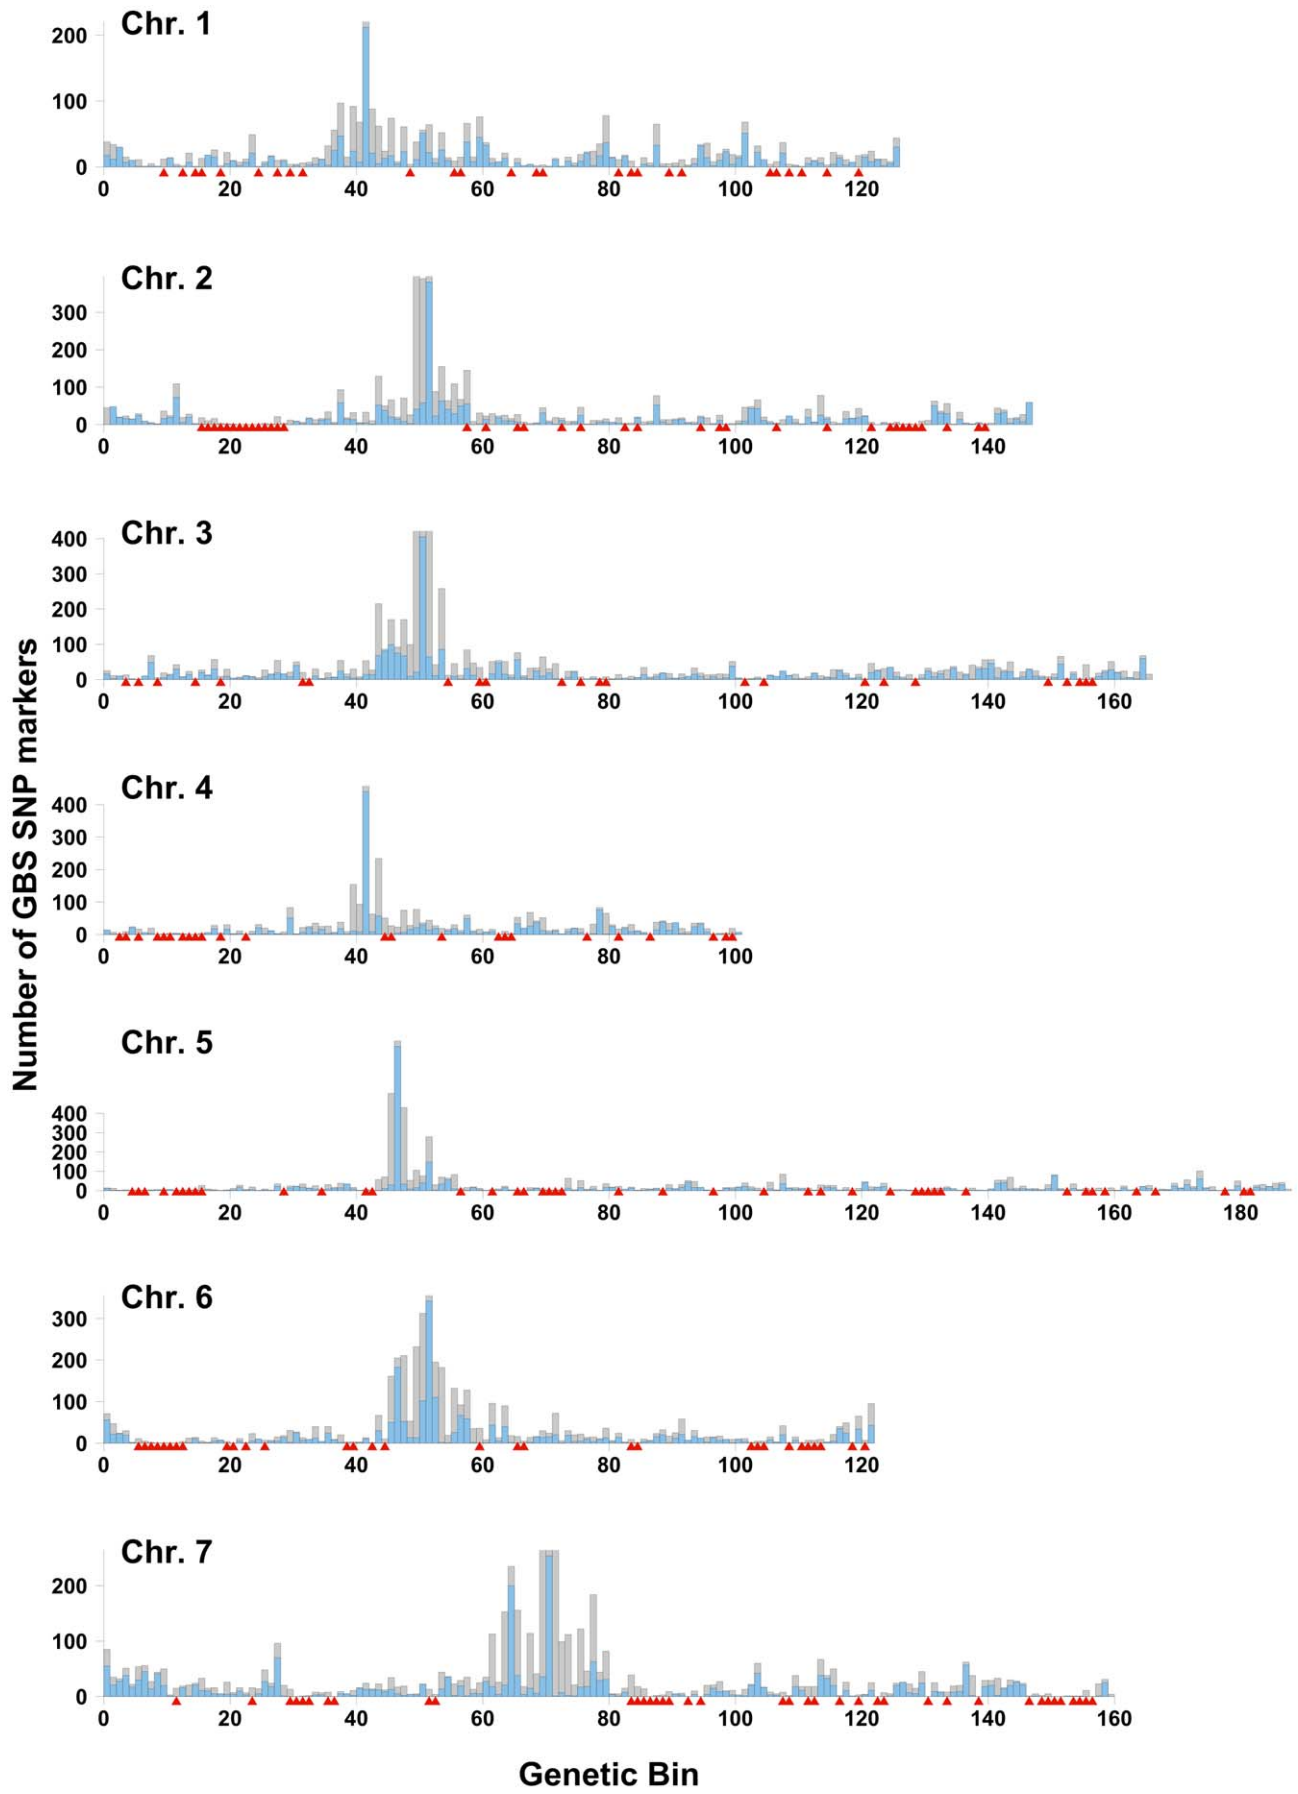 Number of GBS SNP markers
Chr. 1
200
100
0
0 20 40 60 80 100 120
Chr. 2
300
200
100
0
0 20 40 60 80 100 120 140
Chr. 3
400
300
200
100
0
0 20 40 60 80 100 120 140 160
Chr. 4
400
300
200
100
0
0 20 40 60 80 100
Chr. 5
400
300
200
100
0
0 20 40 60 80 100 120 140 160 180
Chr. 6
300
200
100
0
0 20 40 60 80 100 120
Chr. 7
200
100
0
0 20 40 60 80 100 120 140 160
Genetic Bin